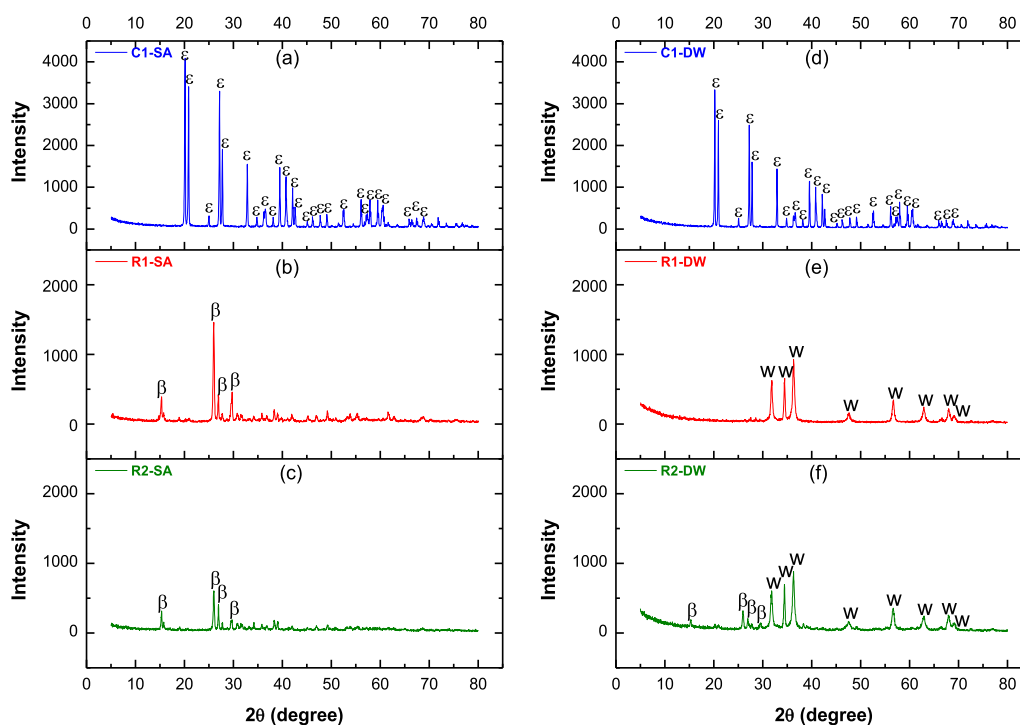 0 10 20 30 40 50 60 70 80
0 10 20 30 40 50 60 70 80
C1-SA
(a)
ε ε ε ε ε ε ε ε ε ε ε ε ε ε ε ε ε ε ε ε ε ε ε ε ε ε ε
4000
3000
2000
1000
0
Intensity
C1-DW
(d)
ε ε ε ε ε ε ε ε ε ε ε ε ε ε ε ε ε ε ε ε ε ε ε ε ε ε
4000
3000
2000
1000
0
Intensity
R1-SA
(b)
β β β β
2000
1000
0
Intensity
R1-DW
(e)
W W W W W W W W
2000
1000
0
Intensity
R2-SA
(c)
β β β β
2000
1000
0
Intensity
R2-DW
(f)
β β β β W W W W W W W W
2000
1000
0
Intensity
0 10 20 30 40 50 60 70 80
2θ (degree)
0 10 20 30 40 50 60 70 80
2θ (degree)